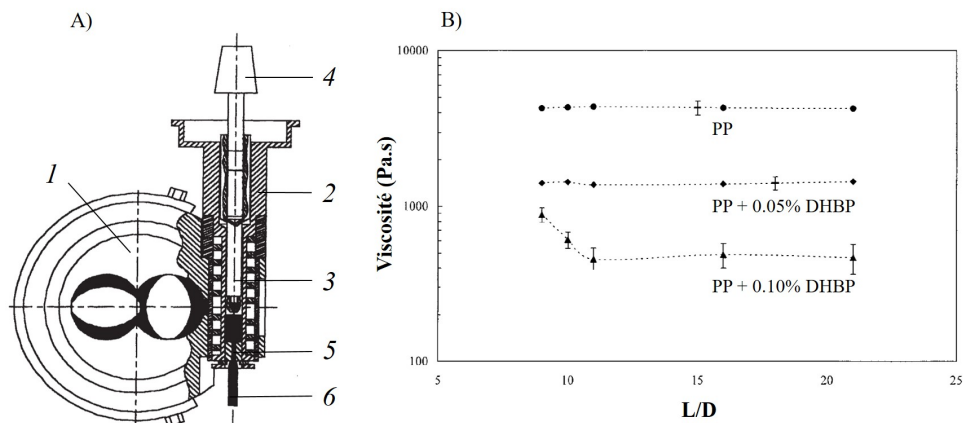 A)
4
1
2
3
5
6
B)
10000
1000
100
Viscosité (Pa.s)
PP
PP + 0.05% DHBP
PP + 0.10% DHBP
5
10
15
20
25
L/D